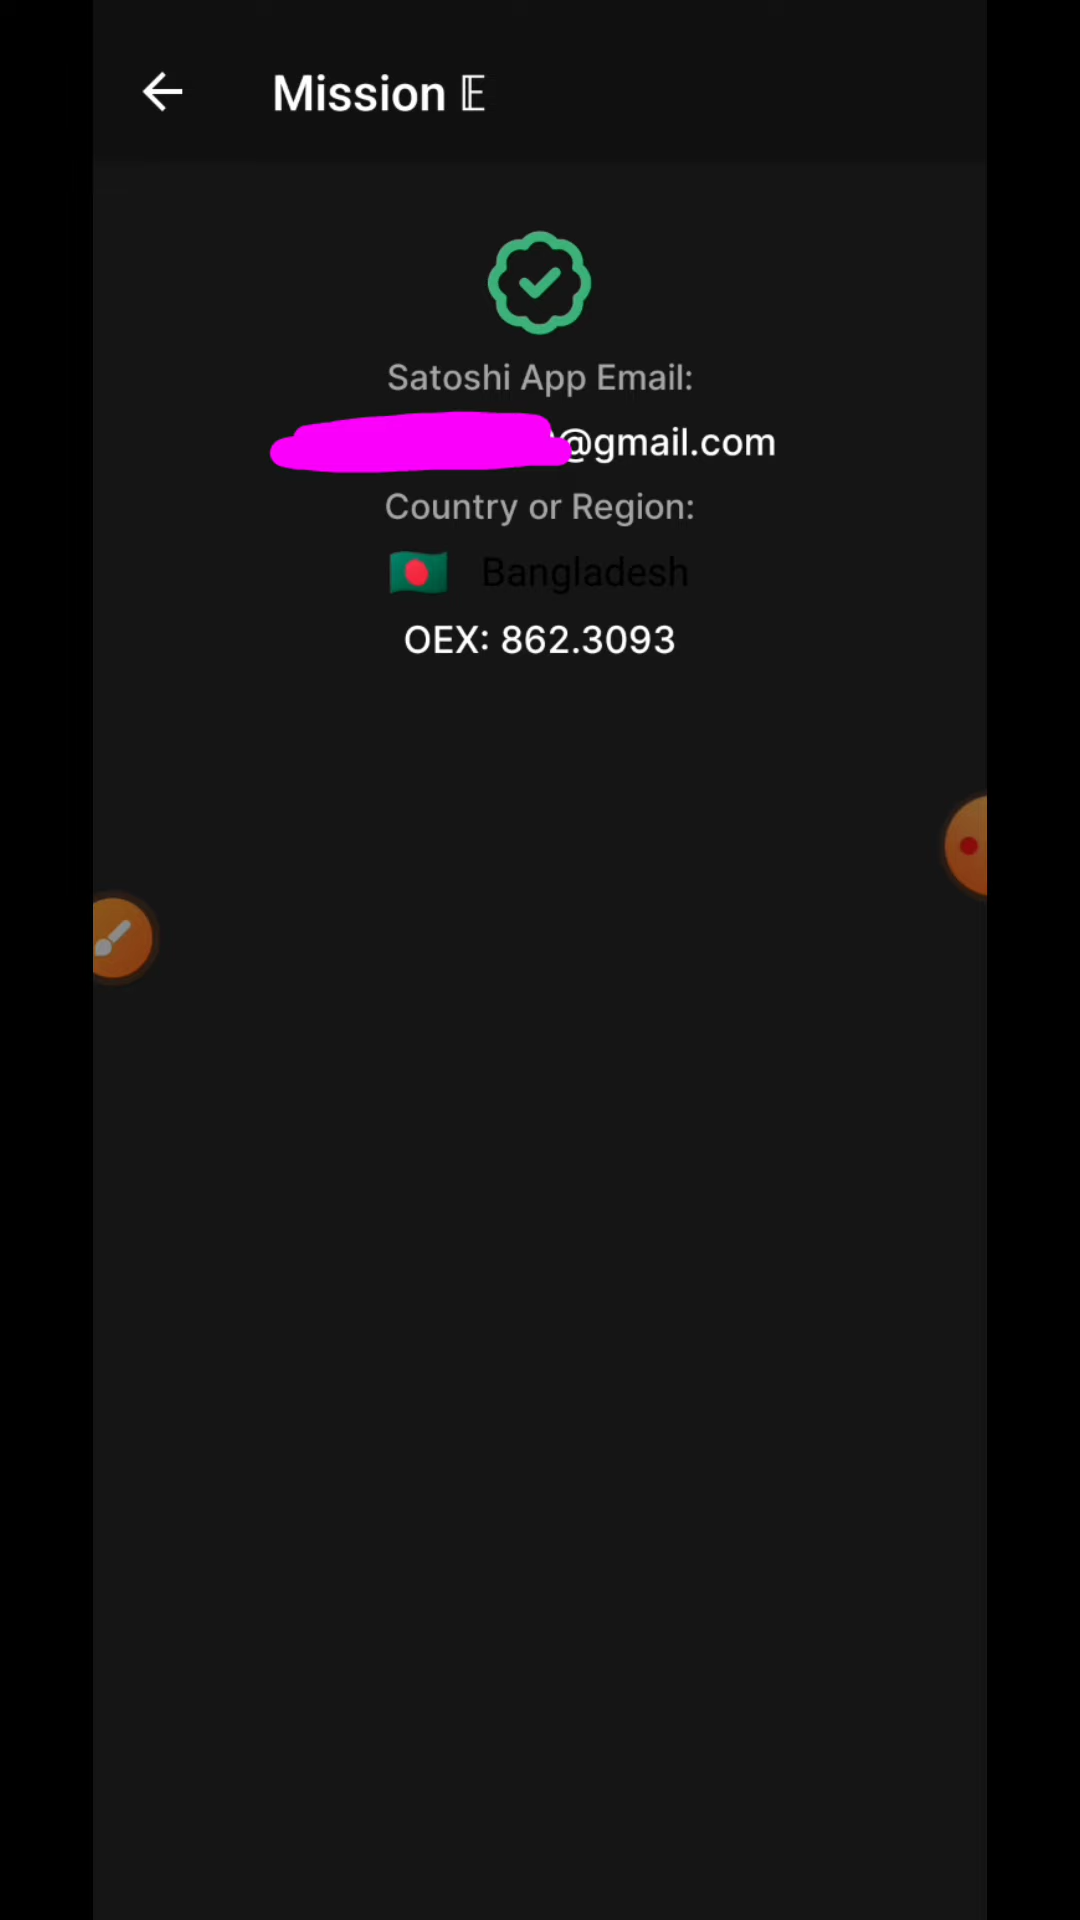 Mission 𝔼
Satoshi App Email:
@gmail.com
Country or Region:
Bangladesh
OEX: 862.3093